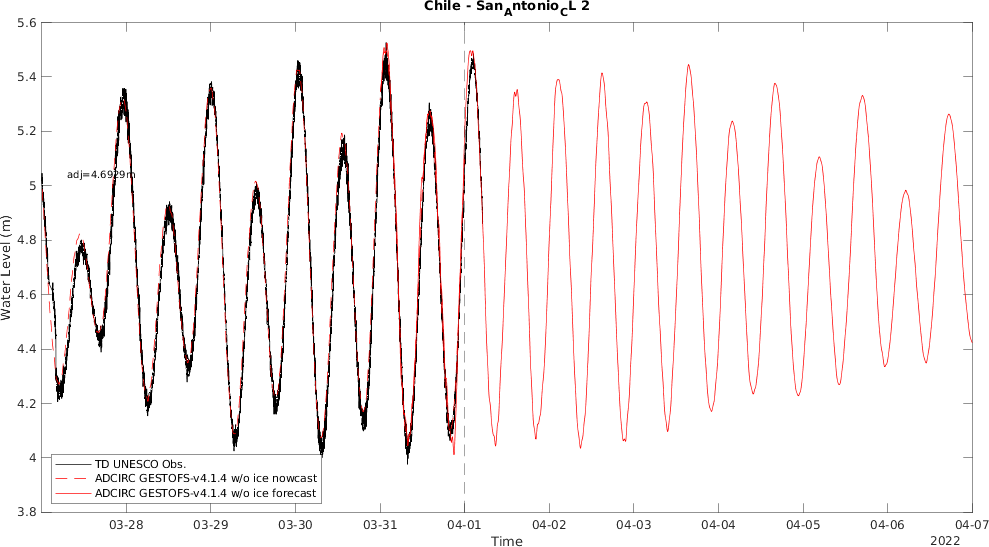 Chile - San_Antonio_CL 2
5.6
5.4
5.2
5
4.8
4.6
4.4
4.2
4
3.8
Water Level (m)
adj=4.6929m
TD UNESCO Obs.
ADCIRC GESTOFS-v4.1.4 w/o ice nowcast
ADCIRC GESTOFS-v4.1.4 w/o ice forecast
03-28 03-29 03-30 03-31 04-01 04-02 04-03 04-04 04-05 04-06 04-07
Time
2022